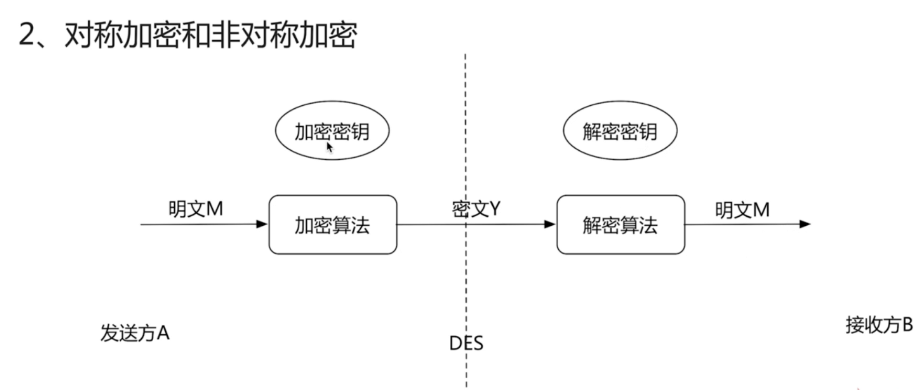 2、对称加密和非对称加密
加密密钥
解密密钥
明文M
加密算法
密文Y
解密算法
明文M
发送方A
DES
接收方B